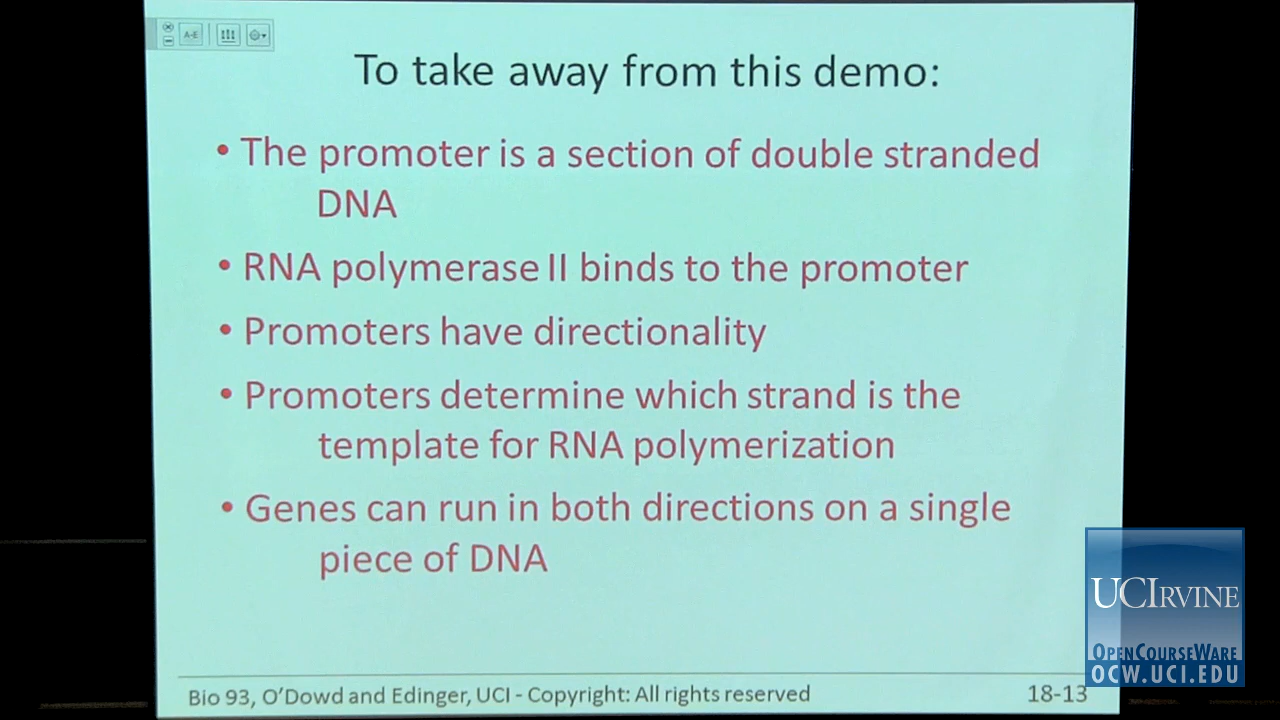 A-E
To take away from this demo:
• The promoter is a section of double stranded
DNA
• RNA polymerase II binds to the promoter
• Promoters have directionality
• Promoters determine which strand is the
template for RNA polymerization
• Genes can run in both directions on a single
piece of DNA
UCIRVINE
OPENCOURSEWARE
OCW.UCI.EDU
Bio 93, O'Dowd and Edinger, UCI - Copyright: All rights reserved
18-13